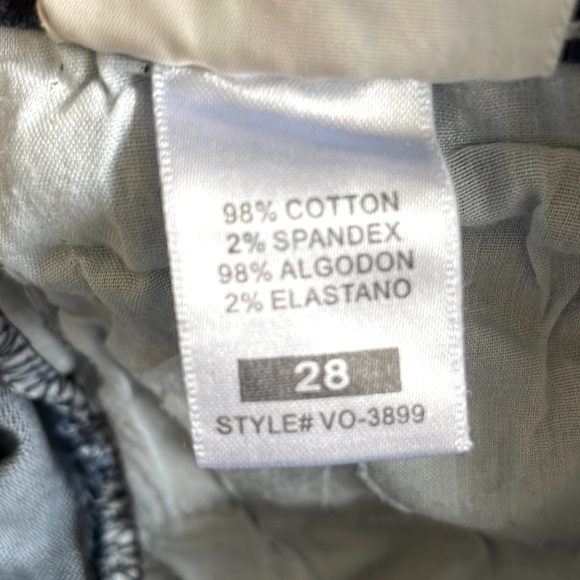 98% COTTON
2% SPANDEX
98% ALGODON
2% ELASTANO
28
STYLE# VO-3899